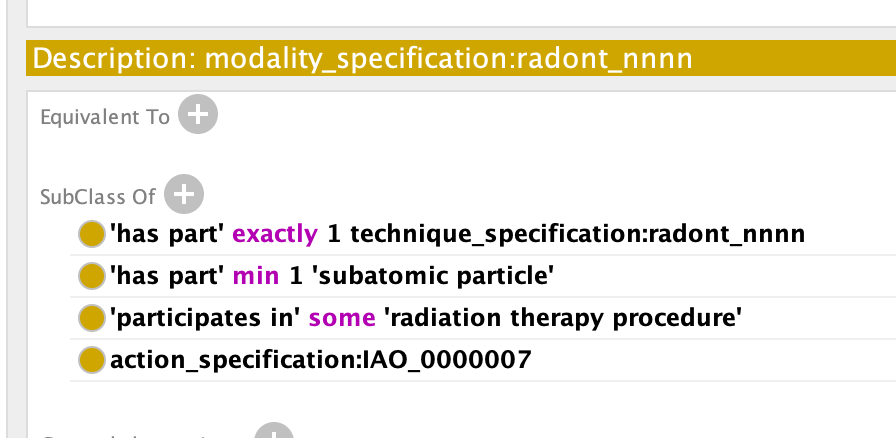 Description: modality_specification:radont_nnnn
Equivalent To
SubClass Of
'has part' exactly 1 technique_specification:radont_nnnn
'has part' min 1 'subatomic particle'
'participates in' some 'radiation therapy procedure'
action_specification:IAO_0000007